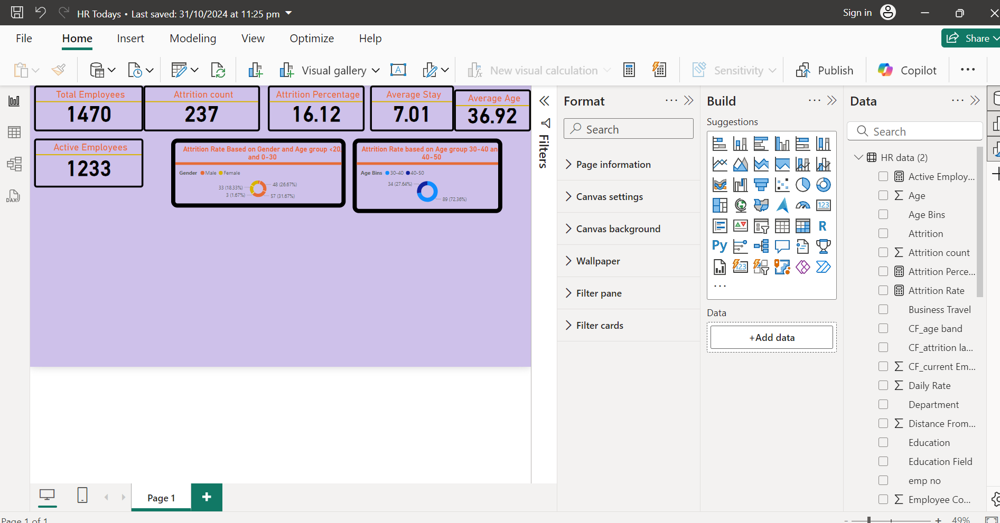 HR Todays • Last saved: 31/10/2024 at 11:25 pm
Sign in
File Home Insert Modeling View Optimize Help
Share
Visual gallery
New visual calculation
Sensitivity
Publish
Copilot
Total Employees
1470
Attrition count
237
Attrition Percentage
16.12
Average Stay
7.01
Average Age
36.92
Active Employees
1233
Attrition Rate Based on Gender and Age group <20,
and 0-30
Gender Male Female
33 (18.33%)
48 (26.67%)
3 (1.67%)
57 (31.67%)
Attrition Rate based on Age group 30-40 an
40-50
Age Bins 30-40 40-50
34 (27.64%)
89 (72.36%)
Filters
Format
Search
Page information
Canvas settings
Canvas background
Wallpaper
Filter pane
Filter cards
Build
Suggestions
123
R
Py
123
...
Data
+Add data
Data
Search
HR data (2)
Active Employ...
Age
Age Bins
Attrition
Attrition count
Attrition Perce...
Attrition Rate
Business Travel
CF_age band
CF_attrition la...
CF_current Em...
Daily Rate
Department
Distance From...
Education
Education Field
emp no
Employee Co...
DAX
Page 1
Page 1 of 1
49%